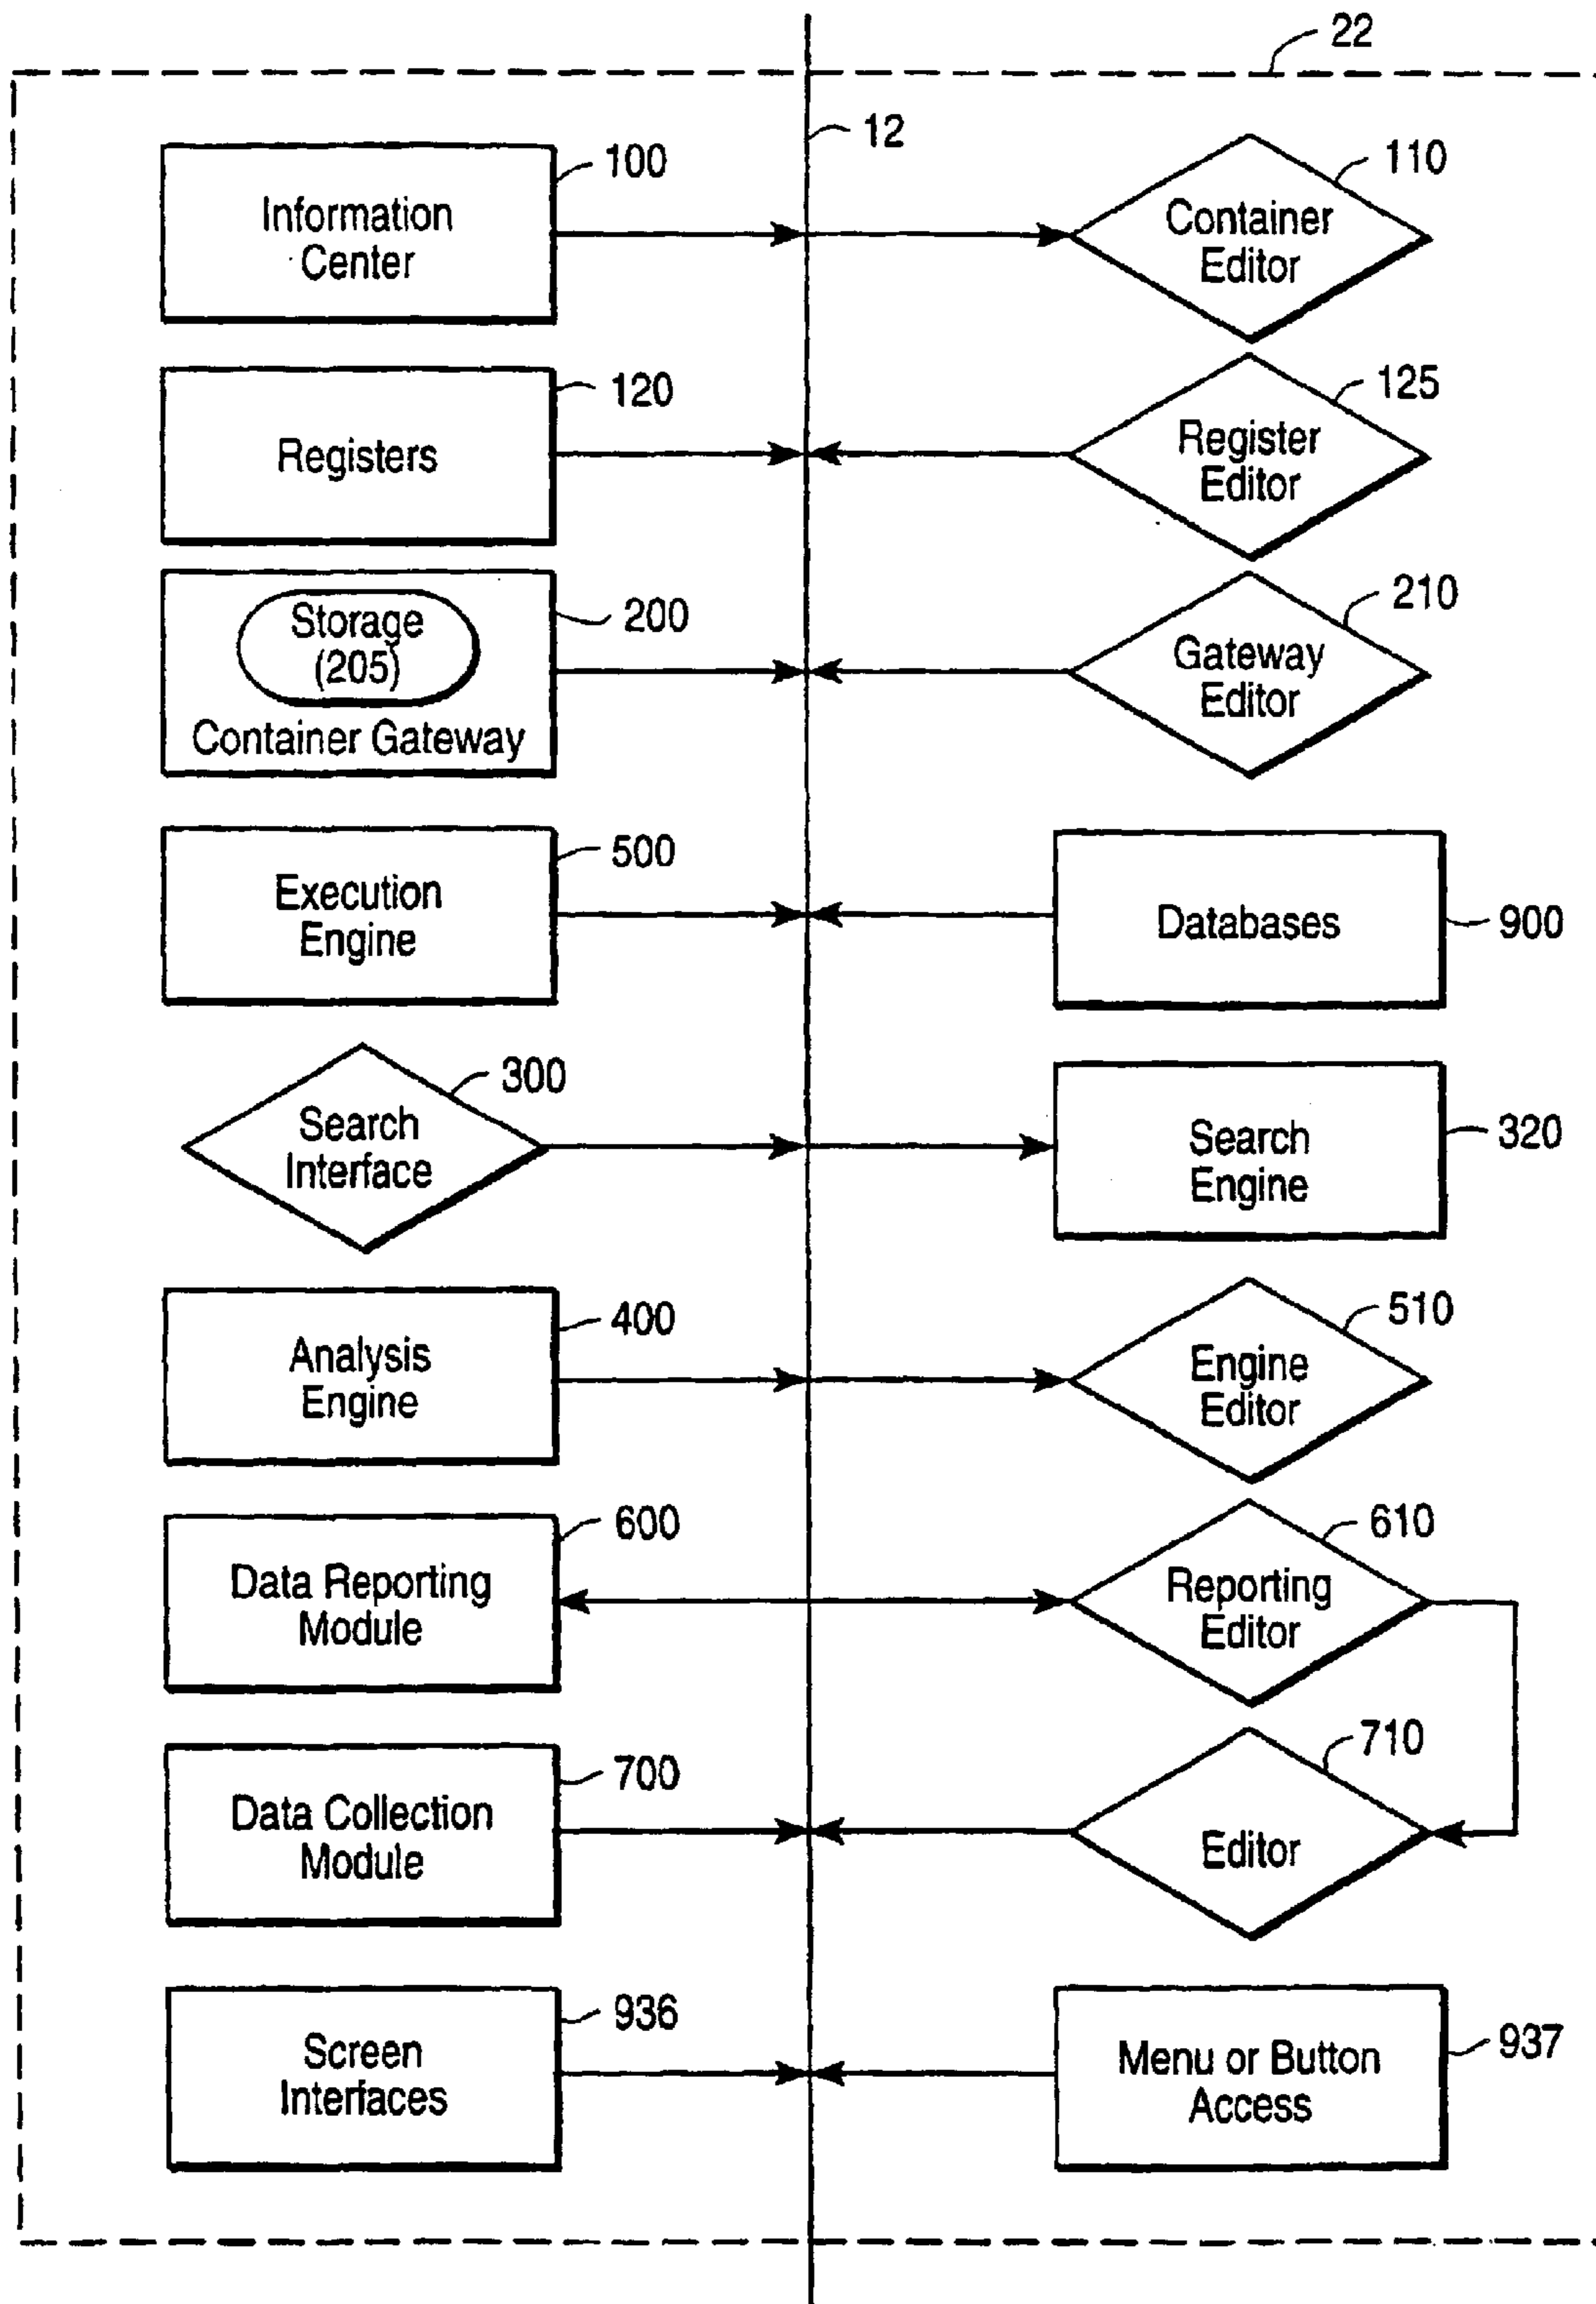 22
12
100
Information
Center
110
Container
Editor
120
Registers
125
Register
Editor
200
Storage
(205)
Container Gateway
210
Gateway
Editor
500
Execution
Engine
Databases
900
300
Search
Interface
Search
Engine
320
400
Analysis
Engine
510
Engine
Editor
600
Data Reporting
Module
610
Reporting
Editor
700
Data Collection
Module
710
Editor
936
Screen
Interfaces
Menu or Button
Access
937